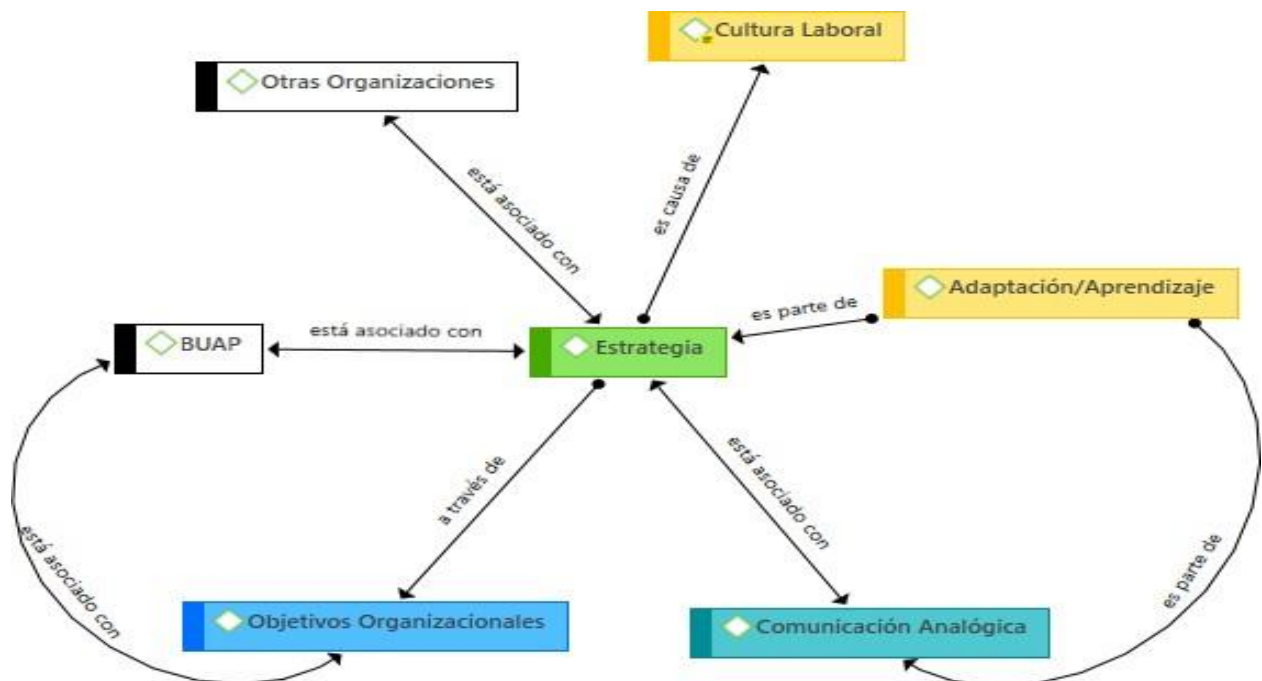 Cultura Laboral
Otras Organizaciones
está asociado con
es causa de
Adaptación/Aprendizaje
es parte de
BUAP
está asociado con
Estrategia
a través de
está asociado con
está asociado con
es parte de
Objetivos Organizacionales
Comunicación Analógica